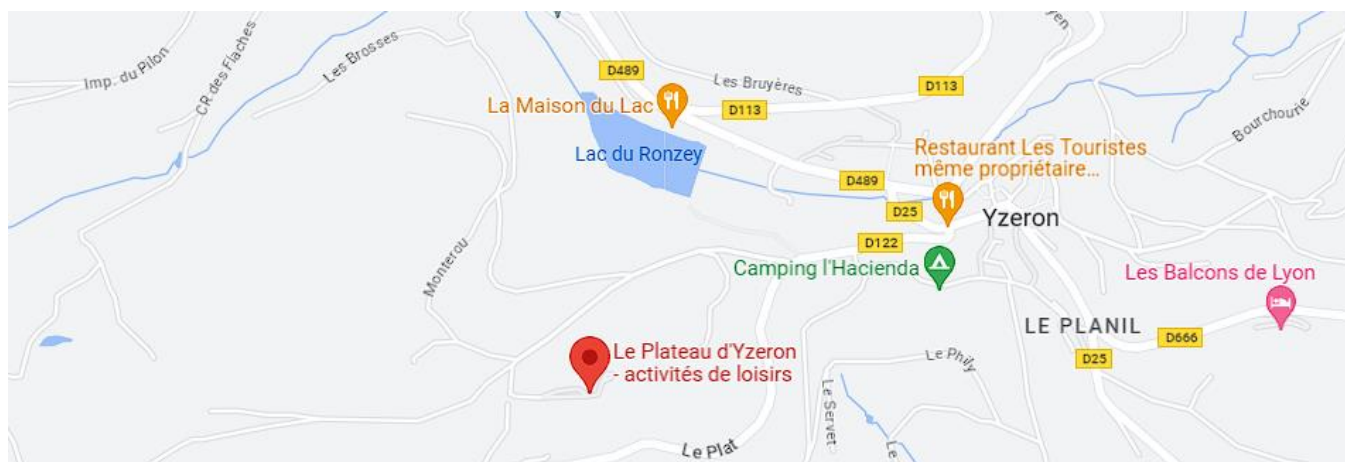 Imp. du Pilon
CR des Flaches
Les Brosses
D489
Les Bruyères
D113
D113
La Maison du Lac
Lac du Ronzey
Bourchourie
Restaurant Les Touristes
même propriétaire...
D489
D25
Yzeron
D122
Camping l'Hacienda
Monterou
Les Balcons de Lyon
LE PLANIL
D666
D25
Le Plateau d'Yzeron
- activités de loisirs
Le Phily
Le Servet
Le Plat
Le